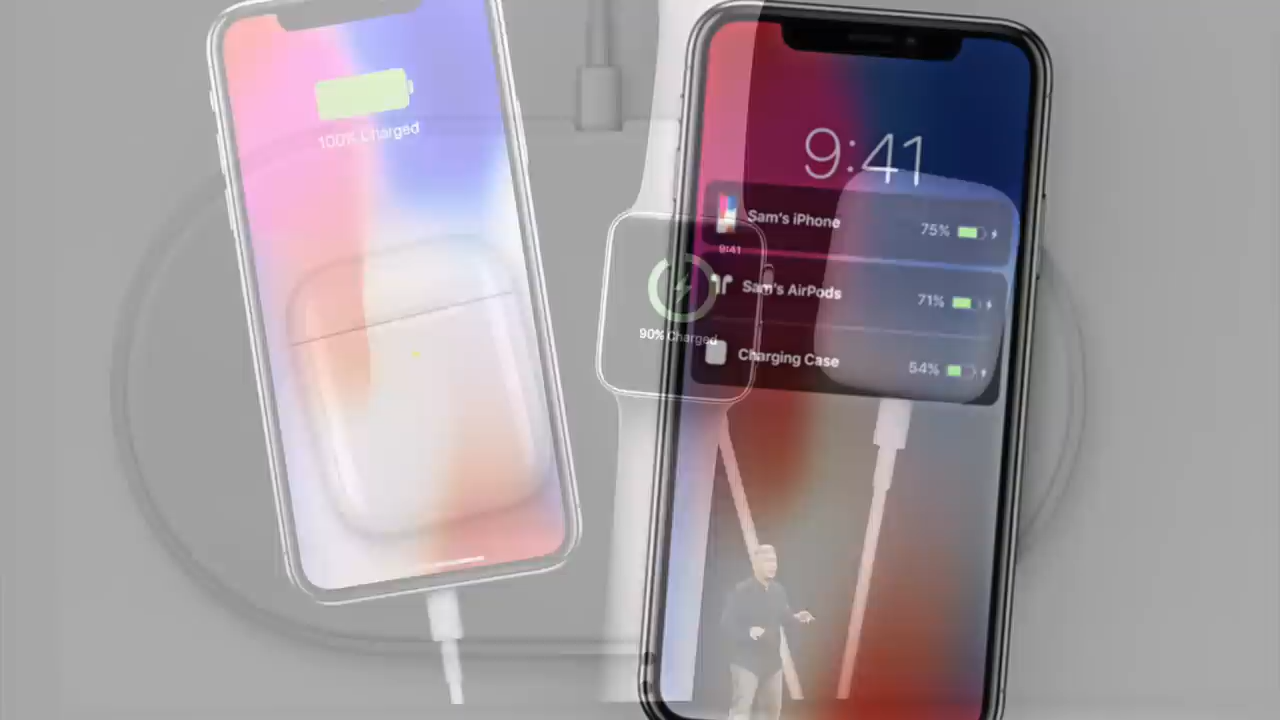 100% Charged
9:41
Sam's iPhone
75%
9:41
Sam's AirPods
71%
90% Charged
Charging Case
54%